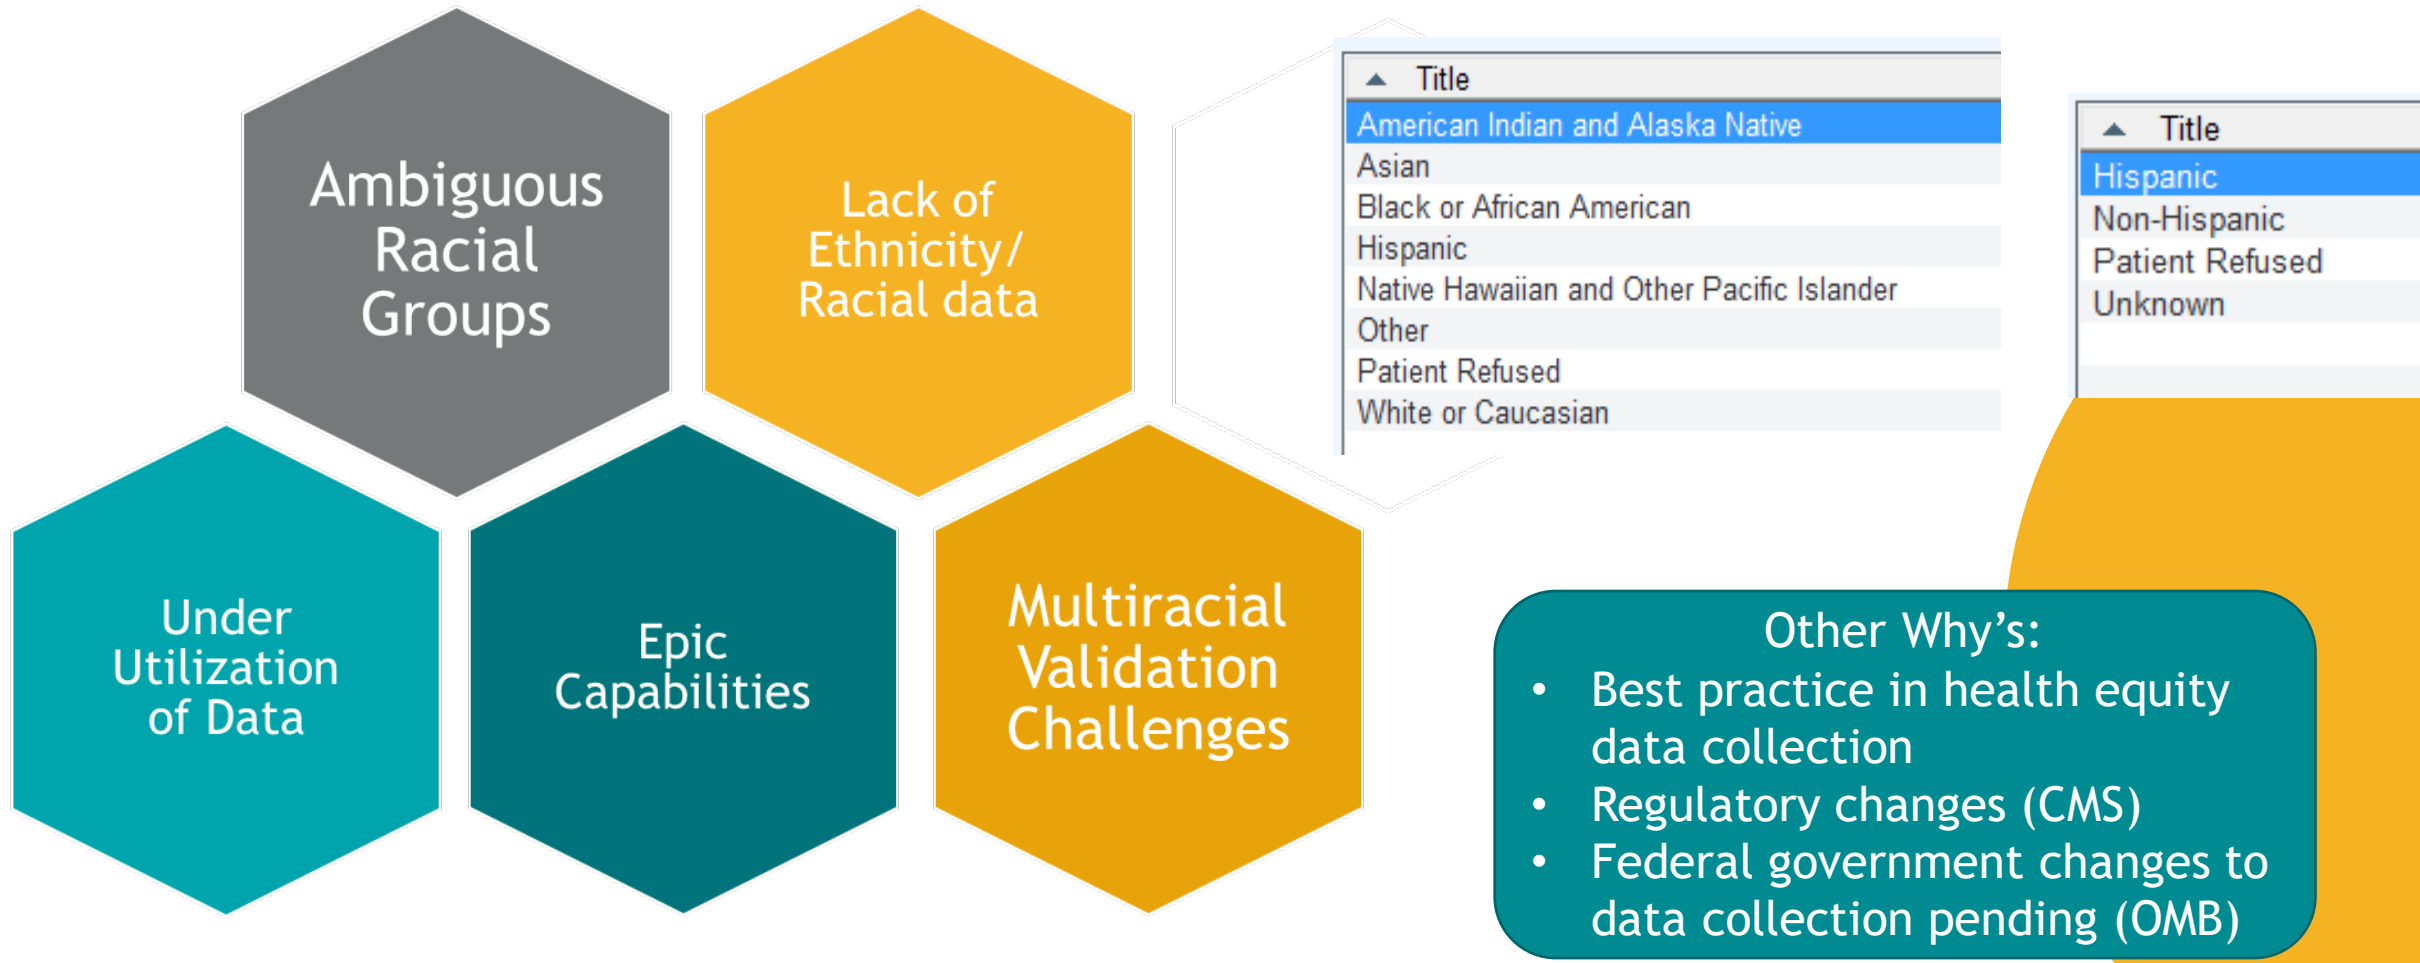 Ambiguous
Racial
Groups
Lack of
Ethnicity/
Racial data
Title
American Indian and Alaska Native
Asian
Black or African American
Hispanic
Native Hawaiian and Other Pacific Islander
Other
Patient Refused
White or Caucasian
Title
Hispanic
Non-Hispanic
Patient Refused
Unknown
Under
Utilization
of Data
Epic
Capabilities
Multiracial
Validation
Challenges
Other Why’s:
• Best practice in health equity
data collection
• Regulatory changes (CMS)
• Federal government changes to
data collection pending (OMB)